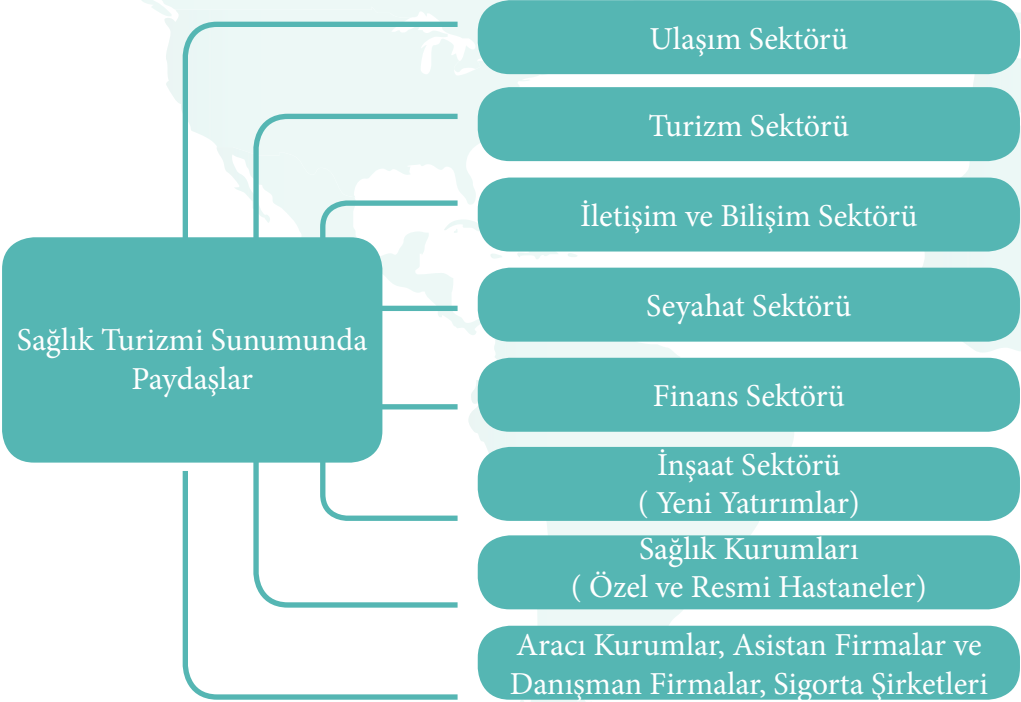 Ulaşım Sektörü
Turizm Sektörü
İletişim ve Bilişim Sektörü
Seyahat Sektörü
Sağlık Turizmi Sunumunda
Paydaşlar
Finans Sektörü
İnşaat Sektörü
( Yeni Yatırımlar)
Sağlık Kurumları
( Özel ve Resmi Hastaneler)
Aracı Kurumlar, Asistan Firmalar ve
Danışman Firmalar, Sigorta Şirketleri